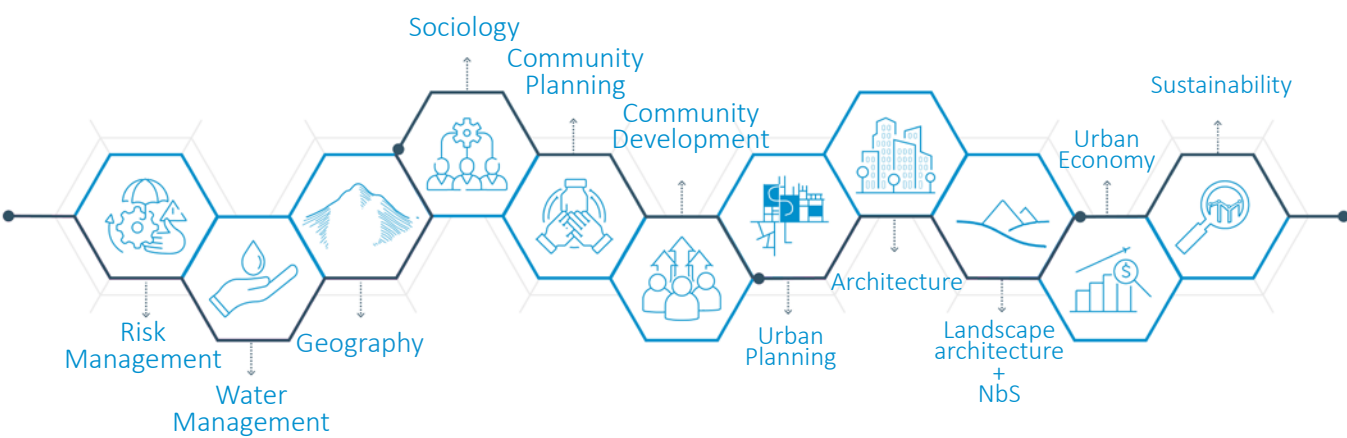 Sociology
Community
Planning
Community
Development
Sustainability
Urban
Economy
Risk
Management
Water
Management
Geography
Urban
Planning
Architecture
Landscape
architecture
+
NbS
$